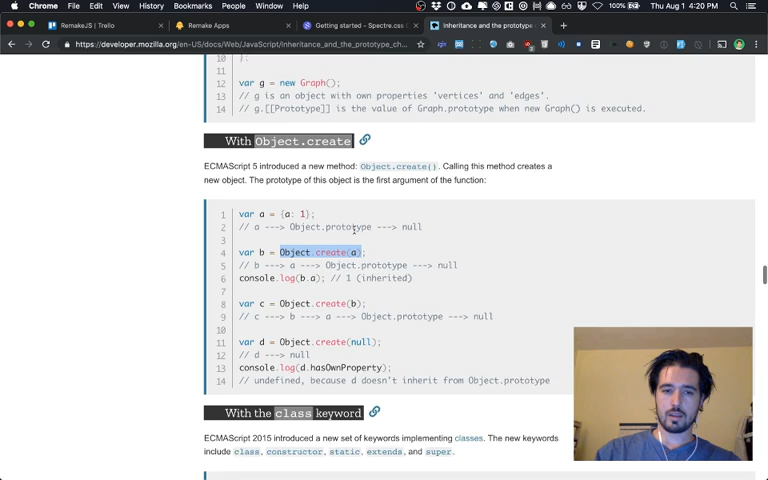 Chrome File Edit View History Bookmarks People Window Help
100% Thu Aug 1 4:20 PM
RemakeJS | Trello
Remake Apps
Getting started - Spectre.css
Inheritance and the prototype
https://developer.mozilla.org/en-US/docs/Web/JavaScript/Inheritance_and_the_prototype_ch...
10 };
11
12 var g = new Graph();
13 // g is an object with own properties 'vertices' and 'edges'.
14 // g.[[Prototype]] is the value of Graph.prototype when new Graph() is executed.
With Object.create
ECMAScript 5 introduced a new method: Object.create(). Calling this method creates a
new object. The prototype of this object is the first argument of the function:
1 var a = {a: 1};
2 // a ---> Object.prototype ---> null
3
4 var b = Object.create(a);
5 // b ---> a ---> Object.prototype ---> null
6 console.log(b.a); // 1 (inherited)
7
8 var c = Object.create(b);
9 // c ---> b ---> a ---> Object.prototype ---> null
10
11 var d = Object.create(null);
12 // d ---> null
13 console.log(d.hasOwnProperty);
14 // undefined, because d doesn't inherit from Object.prototype
With the class keyword
ECMAScript 2015 introduced a new set of keywords implementing classes. The new keywords
include class, constructor, static, extends, and super.